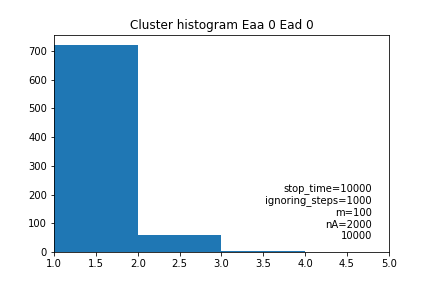 Cluster histogram Eaa 0 Ead 0
700
600
500
400
300
200
100
0
stop_time=10000
ignoring_steps=1000
m=100
nA=2000
10000
1.0 1.5 2.0 2.5 3.0 3.5 4.0 4.5 5.0